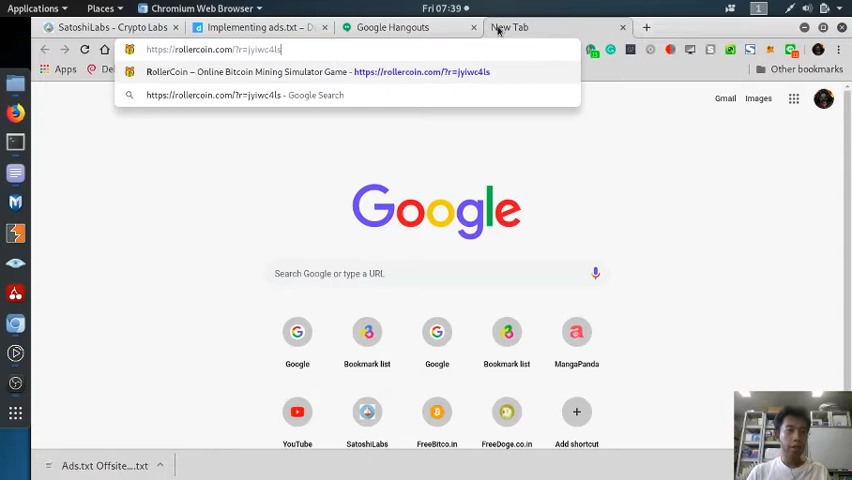 Applications Places Chromium Web Browser Fri 07:39 1
SatoshiLabs - Crypto Labs Implementing ads.txt – D Google Hangouts New Tab
https://rollercoin.com/?r=jyiwc4ls
RollerCoin – Online Bitcoin Mining Simulator Game - https://rollercoin.com/?r=jyiwc4ls
Apps Other bookmarks
https://rollercoin.com/?r=jyiwc4ls - Google Search
Gmail Images
Google
Search Google or type a URL
Google Bookmark list Google Bookmark list MangaPanda
YouTube SatoshiLabs FreeBitco.in FreeDoge.co.in Add shortcut
Ads.txt Offsite....txt